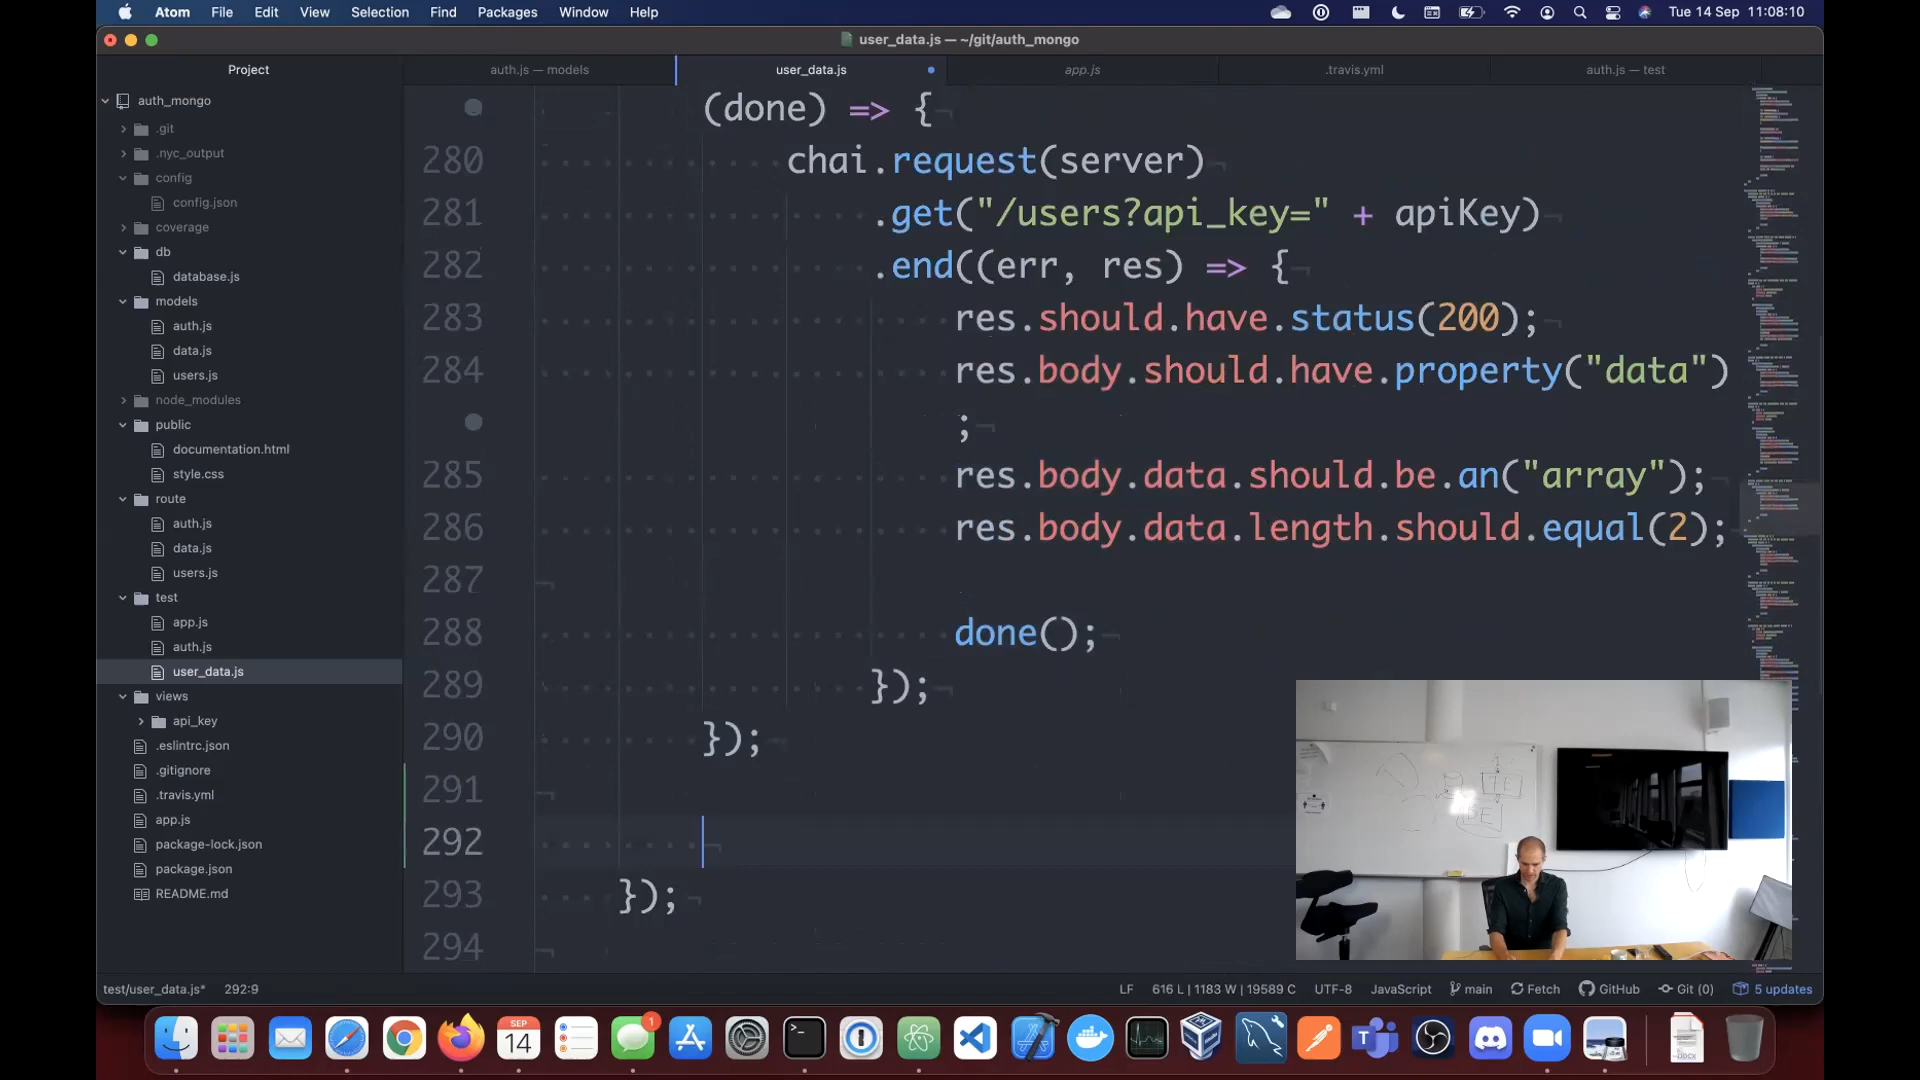 Atom File Edit View Selection Find Packages Window Help Tue 14 Sep 11:08:10
user_data.js — ~/git/auth_mongo
Project
auth.js — models
user_data.js
app.js
.travis.yml
auth.js — test
auth_mongo
.git
.nyc_output
config
config.json
coverage
db
database.js
models
auth.js
data.js
users.js
node_modules
public
documentation.html
style.css
route
auth.js
data.js
users.js
test
app.js
auth.js
user_data.js
views
api_key
.eslintrc.json
.gitignore
.travis.yml
app.js
package-lock.json
package.json
README.md
(done) => {
280 chai.request(server)
281 .get("/users?api_key=" + apiKey)
282 .end((err, res) => {
283 res.should.have.status(200);
284 res.body.should.have.property("data")
;
285 res.body.data.should.be.an("array");
286 res.body.data.length.should.equal(2);
287
288 done();
289 });
290 });
291
292
293 });
294
test/user_data.js* 292:9 LF 616 L | 1183 W | 19589 C UTF-8 JavaScript main Fetch GitHub Git (0) 5 updates
SEP
14
1